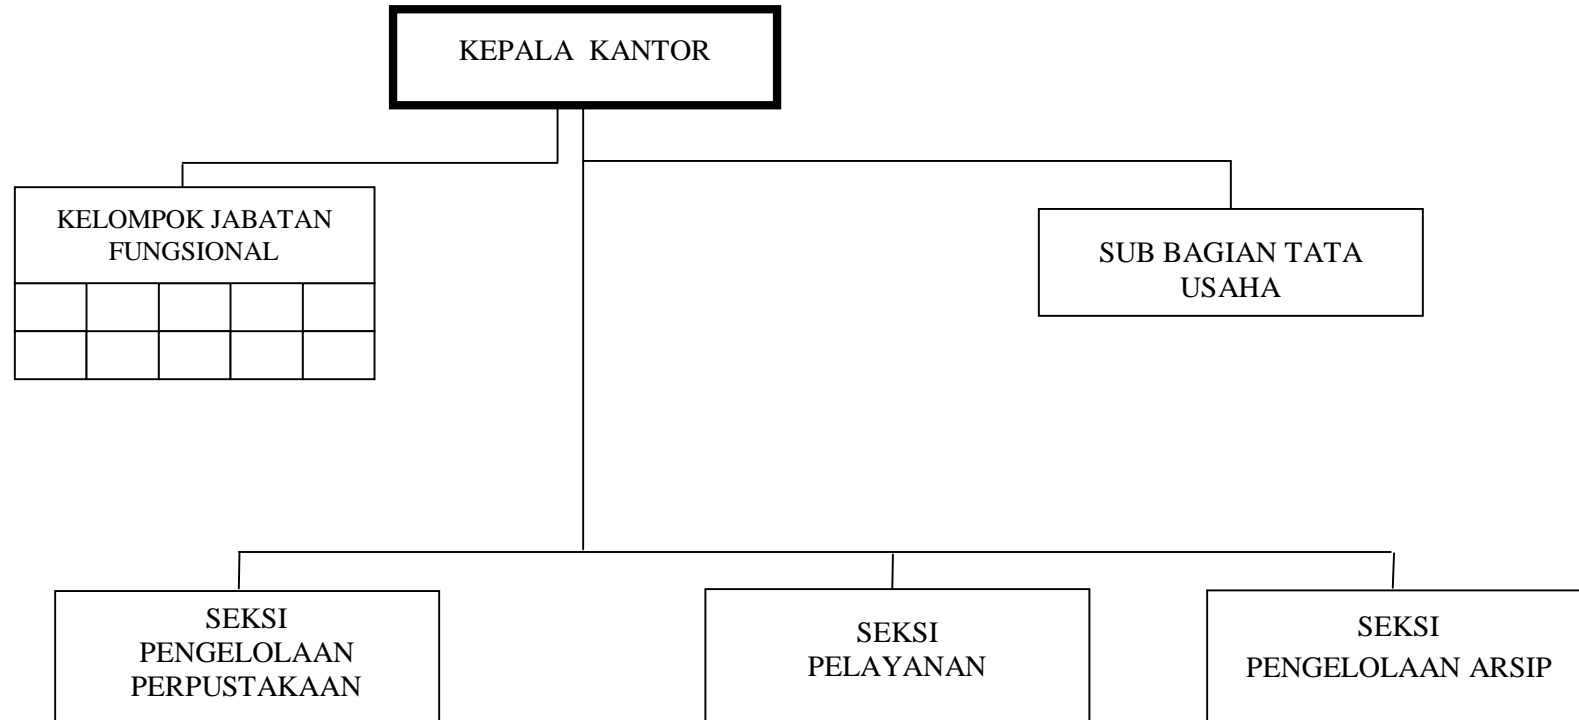 KEPALA KANTOR
KELOMPOK JABATAN
FUNGSIONAL
SUB BAGIAN TATA
USAHA
SEKSI
PENGELOLAAN
PERPUSTAKAAN
SEKSI
PELAYANAN
SEKSI
PENGELOLAAN ARSIP